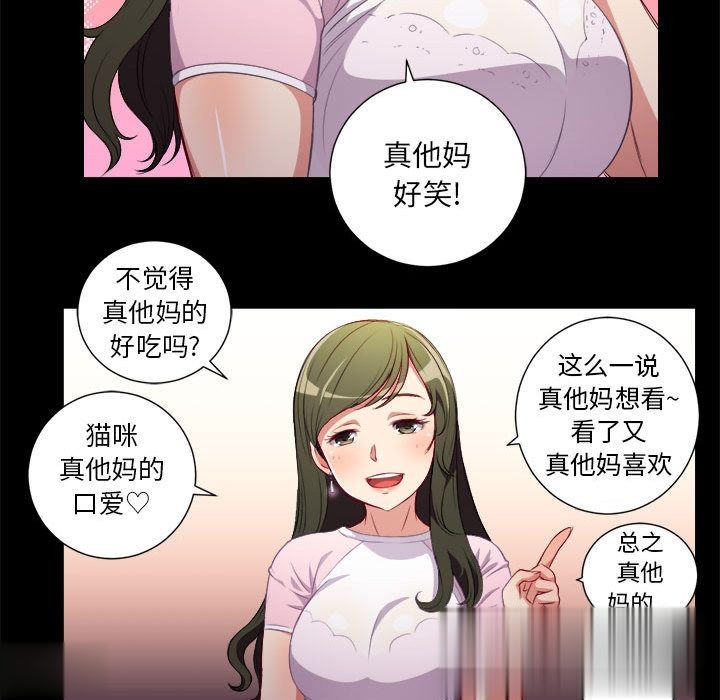 真他妈
好笑!
不觉得
真他妈的
好吃吗?
猫咪
真他妈的
口爱♡
这么一说
真他妈想看~
看了又
真他妈喜欢
总之
真他
妈的